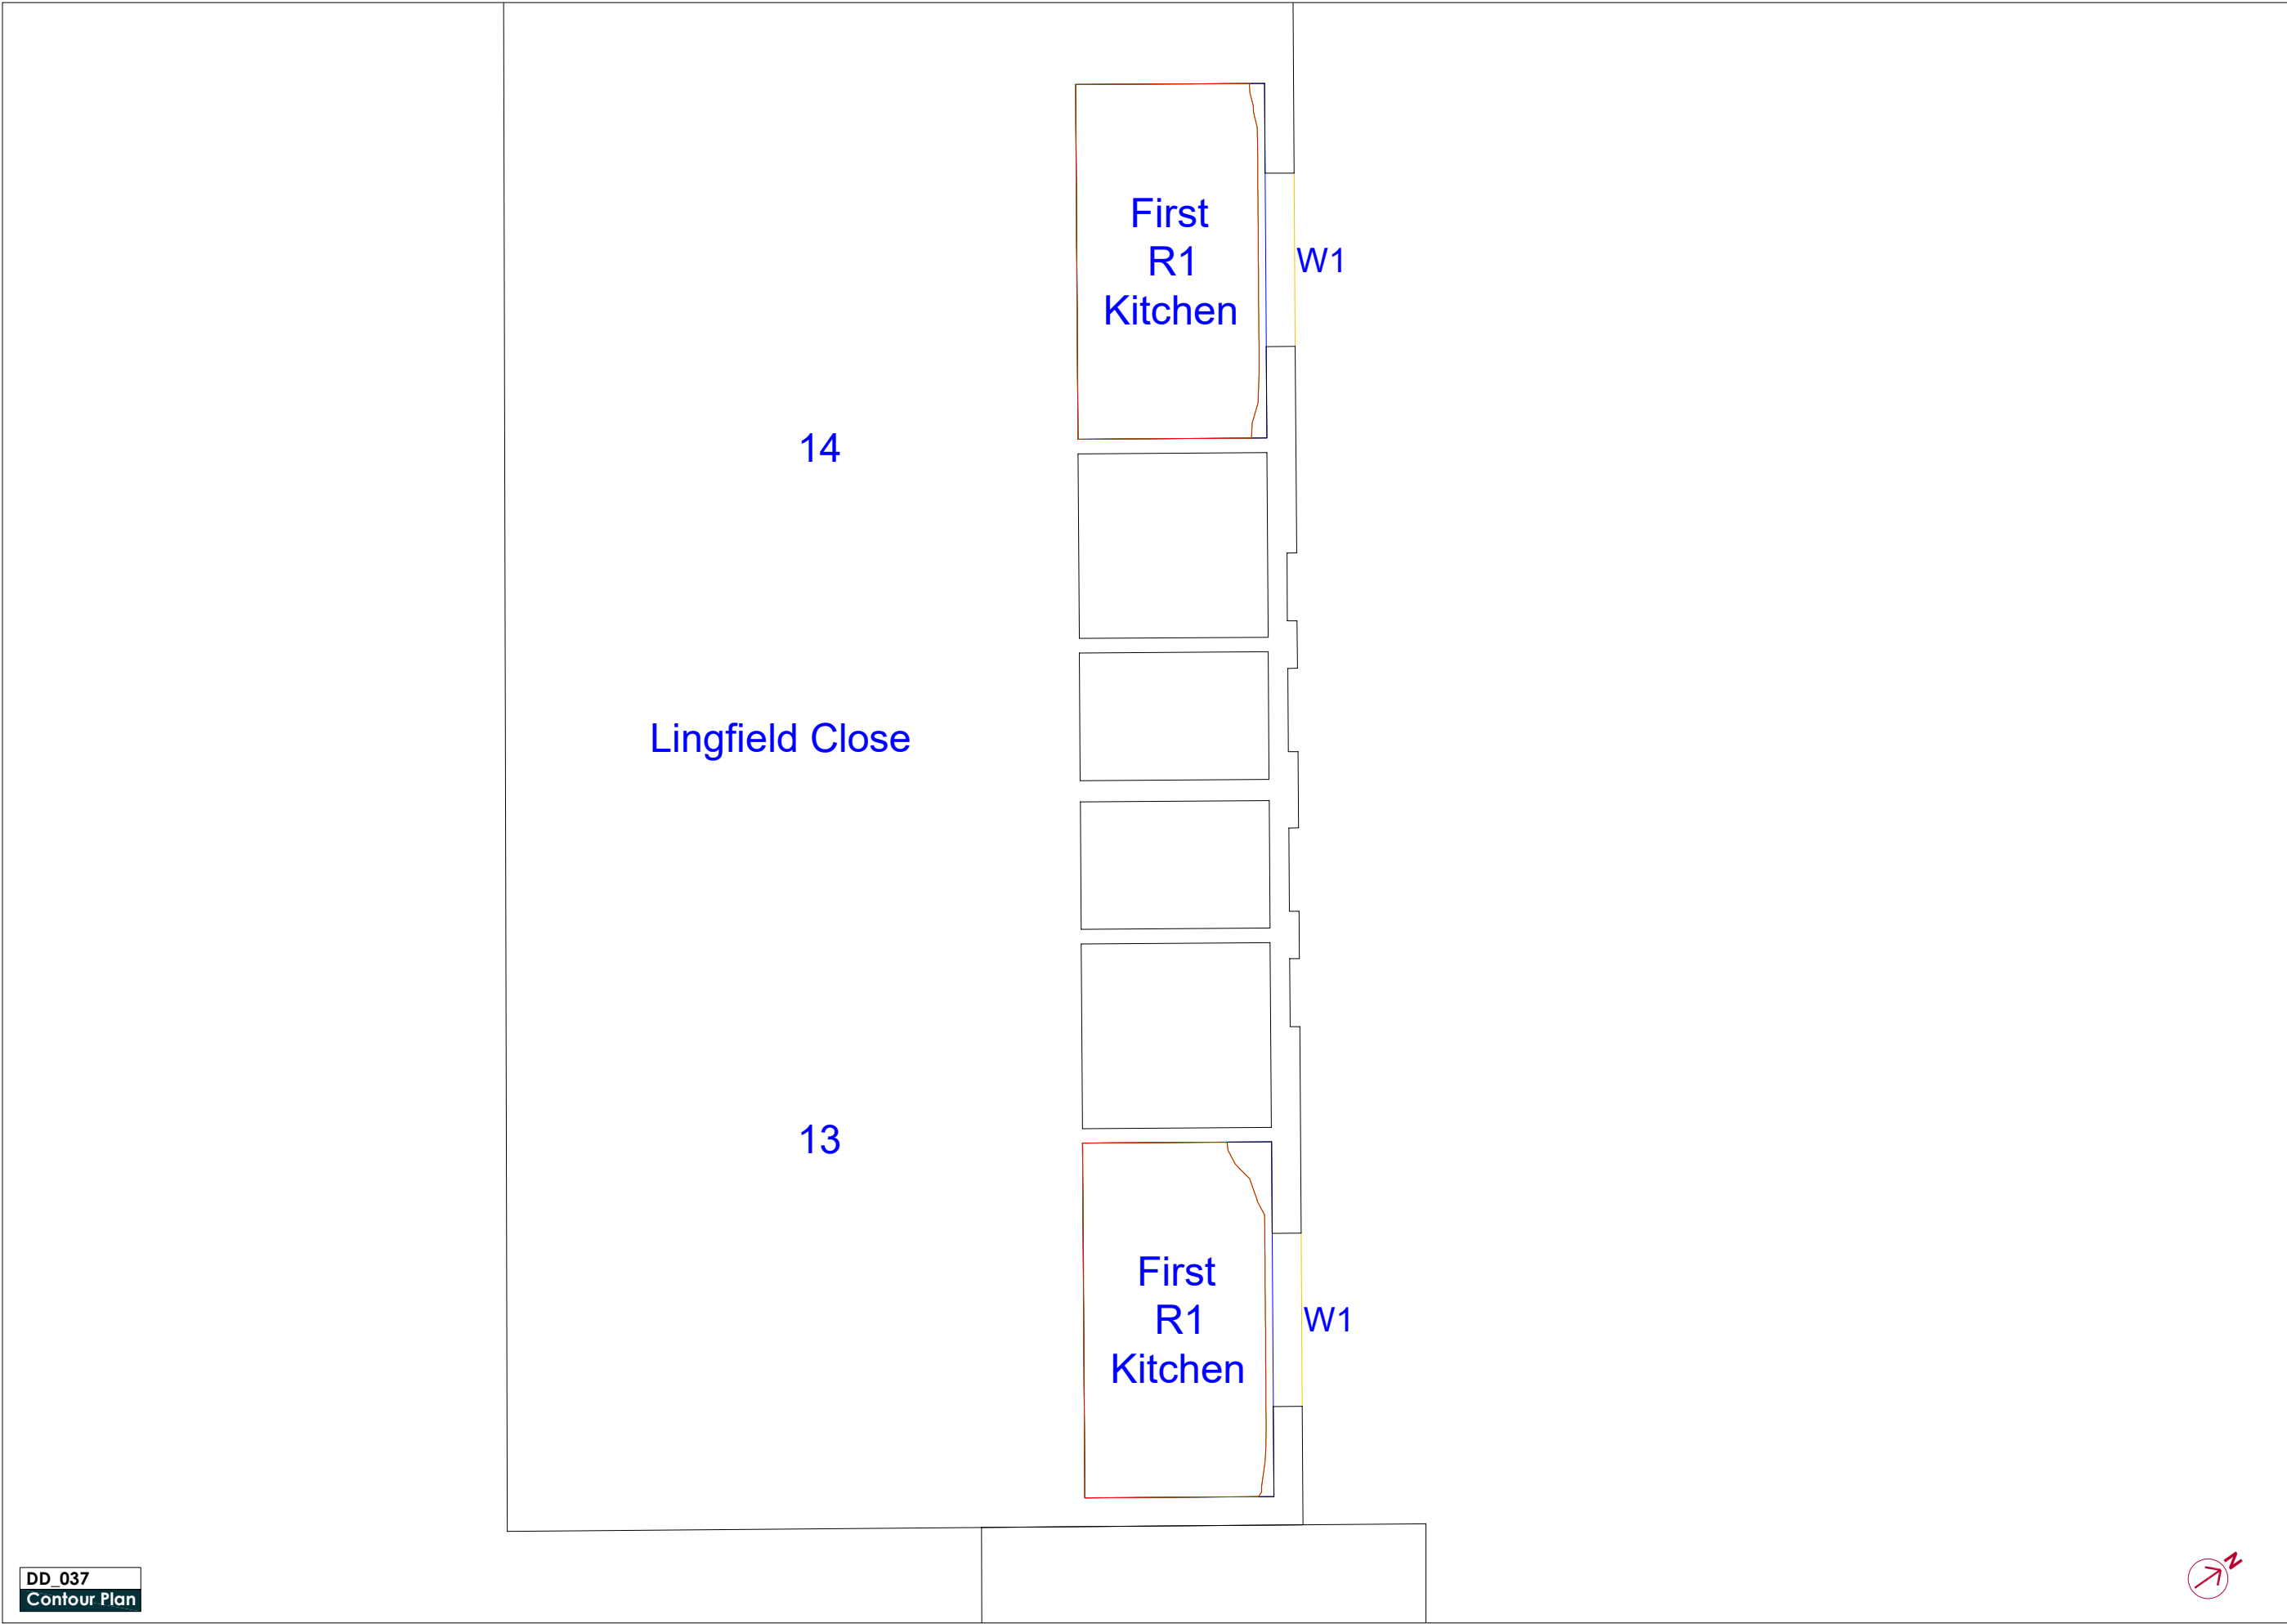 First
R1
Kitchen
W1
14
Lingfield Close
13
First
R1
Kitchen
W1
DD_037
Contour Plan
N